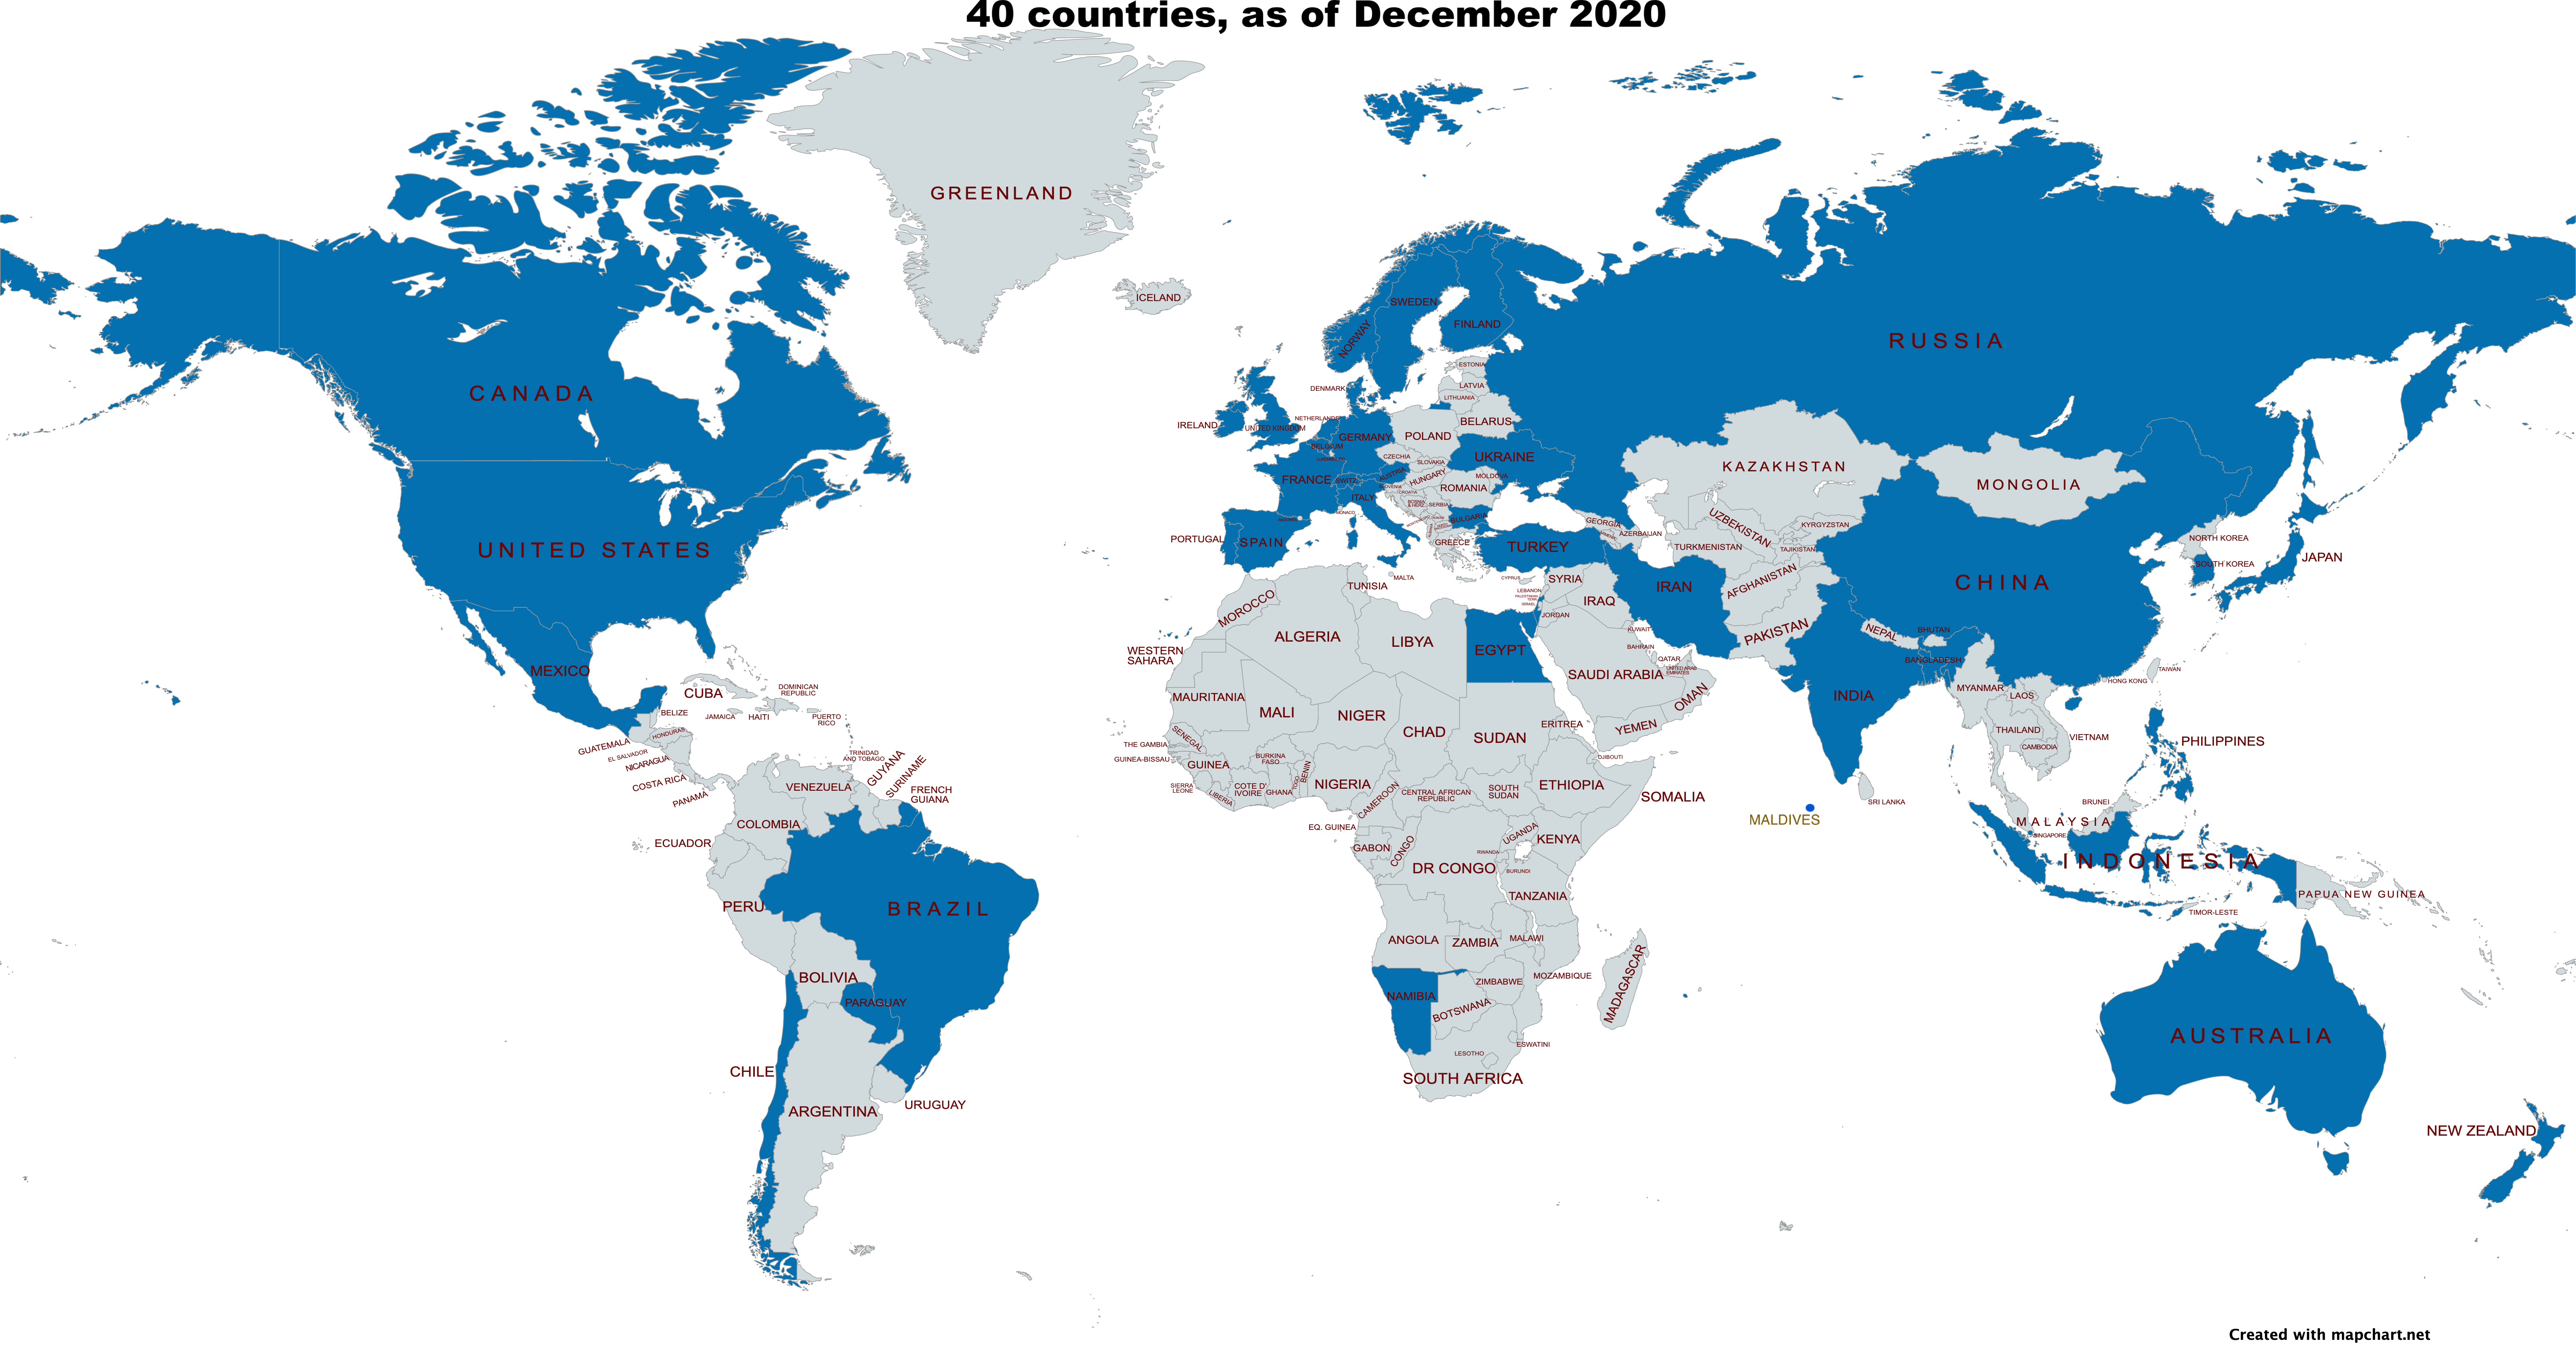 40 countries, as of December 2020
GREENLAND
ICELAND
CANADA
UNITED STATES
MEXICO
CUBA
DOMINICAN
REPUBLIC
BELIZE
JAMAICA
HAITI
PUERTO
RICO
GUATEMALA
HONDURAS
EL SALVADOR
NICARAGUA
COSTA RICA
PANAMA
TRINIDAD
AND TOBAGO
VENEZUELA
GUYANA
SURINAME
FRENCH
GUIANA
COLOMBIA
ECUADOR
PERU
BRAZIL
BOLIVIA
PARAGUAY
CHILE
ARGENTINA
URUGUAY
NORWAY
SWEDEN
FINLAND
RUSSIA
ESTONIA
LATVIA
LITHUANIA
DENMARK
IRELAND
UNITED KINGDOM
NETHERLANDS
BELGIUM
GERMANY
POLAND
BELARUS
CZECHIA
SLOVAKIA
UKRAINE
FRANCE
SWITZ.
AUSTRIA
HUNGARY
MOLDOVA
ROMANIA
SLOVENIA
CROATIA
ITALY
SERBIA
MONACO
BULGARIA
PORTUGAL
SPAIN
GREECE
TURKEY
GEORGIA
AZERBAIJAN
MALTA
CYPRUS
SYRIA
LEBANON
ISRAEL
JORDAN
IRAQ
IRAN
KUWAIT
BAHRAIN
QATAR
UNITED ARAB
EMIRATES
SAUDI ARABIA
OMAN
YEMEN
KAZAKHSTAN
UZBEKISTAN
TURKMENISTAN
KYRGYZSTAN
TAJIKISTAN
AFGHANISTAN
PAKISTAN
MONGOLIA
CHINA
NORTH KOREA
SOUTH KOREA
JAPAN
NEPAL
BHUTAN
BANGLADESH
INDIA
TAIWAN
HONG KONG
MYANMAR
LAOS
THAILAND
VIETNAM
CAMBODIA
PHILIPPINES
SRI LANKA
MALDIVES
BRUNEI
MALAYSIA
SINGAPORE
INDONESIA
PAPUA NEW GUINEA
TIMOR-LESTE
AUSTRALIA
NEW ZEALAND
MOROCCO
TUNISIA
ALGERIA
LIBYA
EGYPT
WESTERN
SAHARA
MAURITANIA
MALI
NIGER
CHAD
SUDAN
ERITREA
SENEGAL
THE GAMBIA
GUINEA-BISSAU
GUINEA
SIERRA
LEONE
LIBERIA
COTE D'
IVOIRE
BURKINA
FASO
GHANA
TOGO
BENIN
NIGERIA
CAMEROON
CENTRAL AFRICAN
REPUBLIC
SOUTH
SUDAN
ETHIOPIA
DJIBOUTI
SOMALIA
EQ. GUINEA
GABON
CONGO
DR CONGO
UGANDA
KENYA
RWANDA
BURUNDI
TANZANIA
ANGOLA
ZAMBIA
MALAWI
MOZAMBIQUE
ZIMBABWE
NAMIBIA
BOTSWANA
MADAGASCAR
ESWATINI
LESOTHO
SOUTH AFRICA
Created with mapchart.net